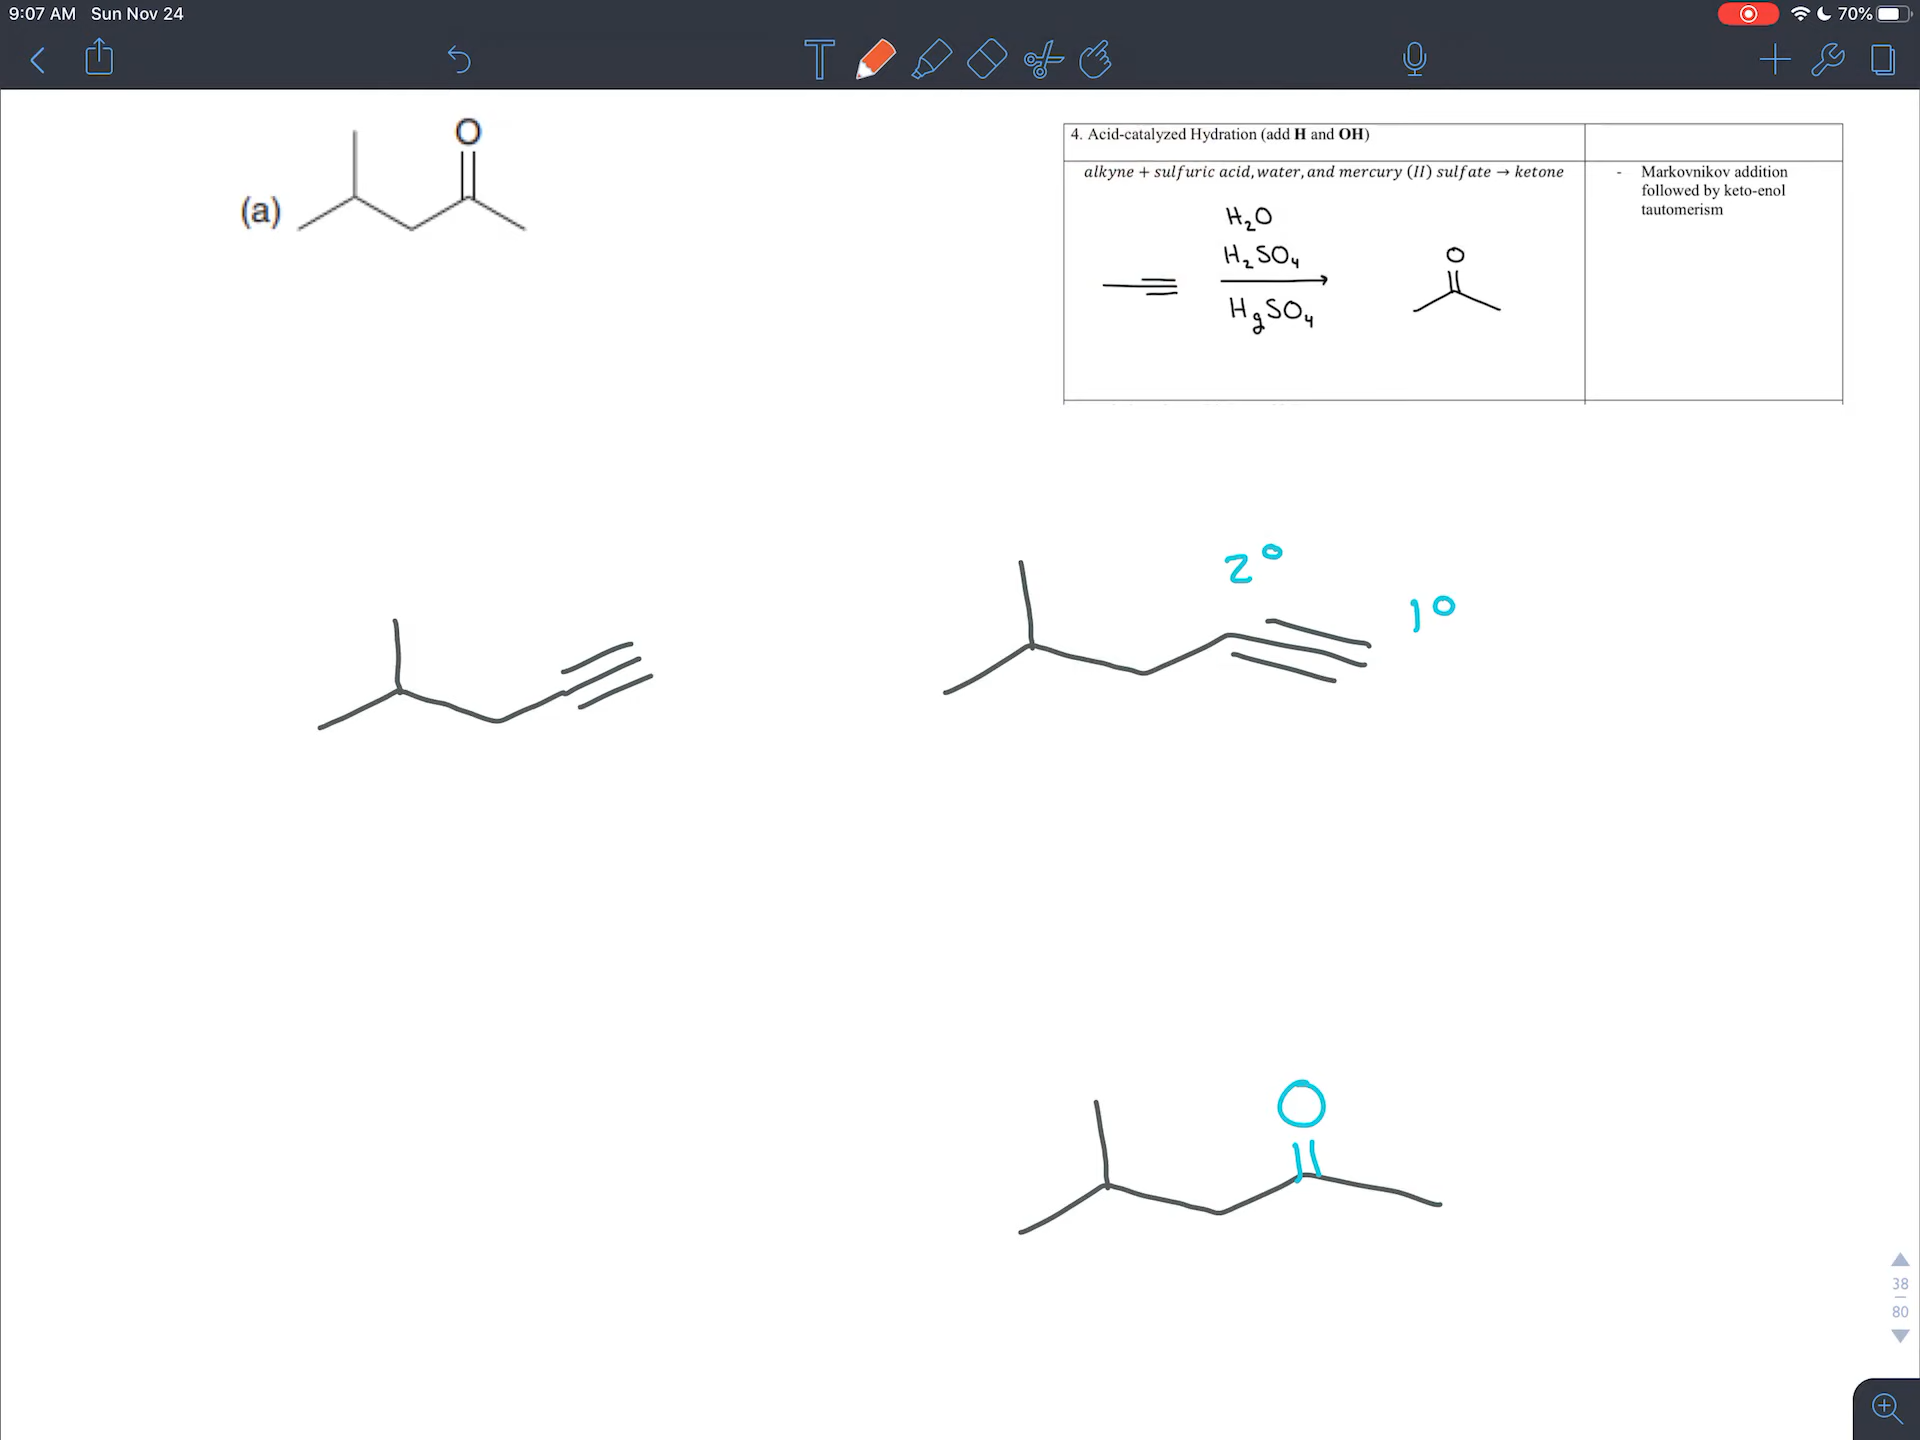 9:07 AM Sun Nov 24
70%
T
O
(a)
4. Acid-catalyzed Hydration (add H and OH)
alkyne + sulfuric acid, water, and mercury (II) sulfate → ketone
- Markovnikov addition
followed by keto-enol
tautomerism
H₂O
H₂SO₄
HgSO₄
O
2°
1°
O
38
80